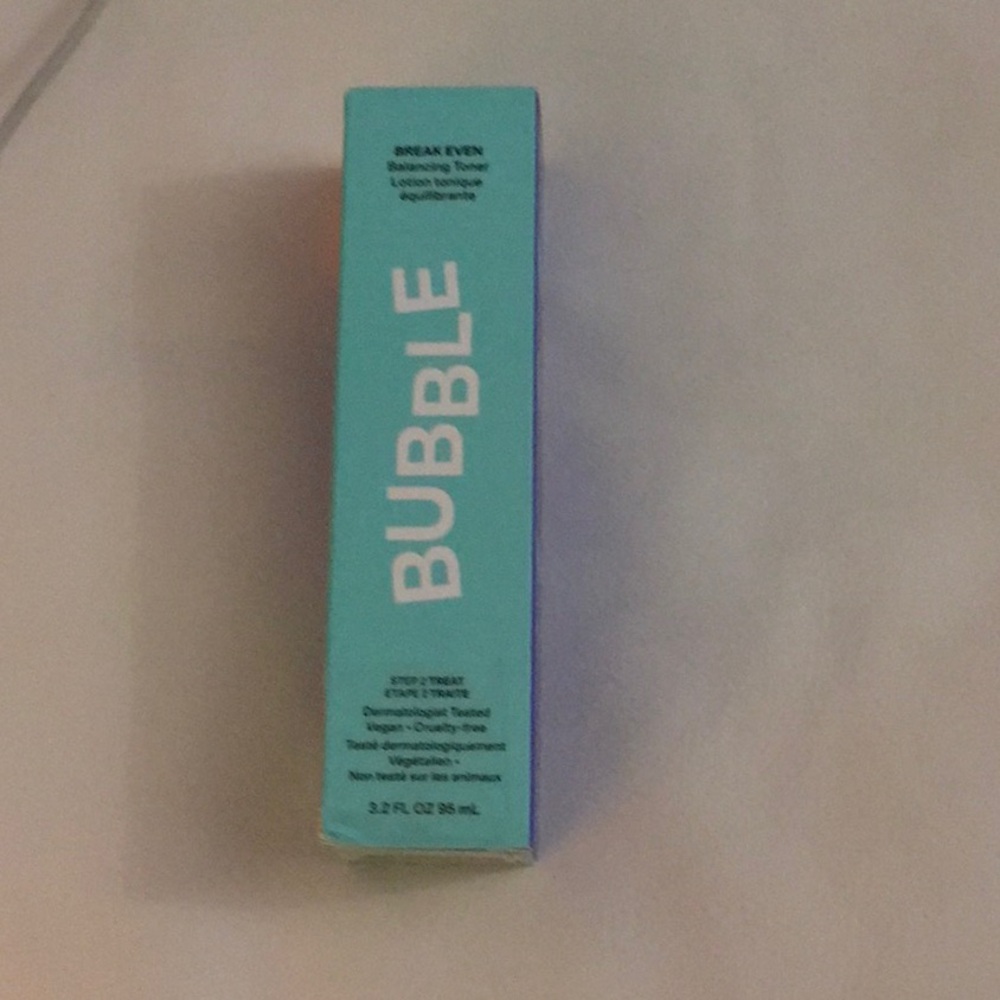 BREAK EVEN
Balancing Toner
Lotion tonique
équilibrante
BUBBLE
STEP 2 TREAT
ÉTAPE 2 TRAITE
Dermatologist Tested
Vegan • Cruelty-free
Testé dermatologiquement
Végétalien •
Non testé sur les animaux
3.2 FL OZ 95 mL